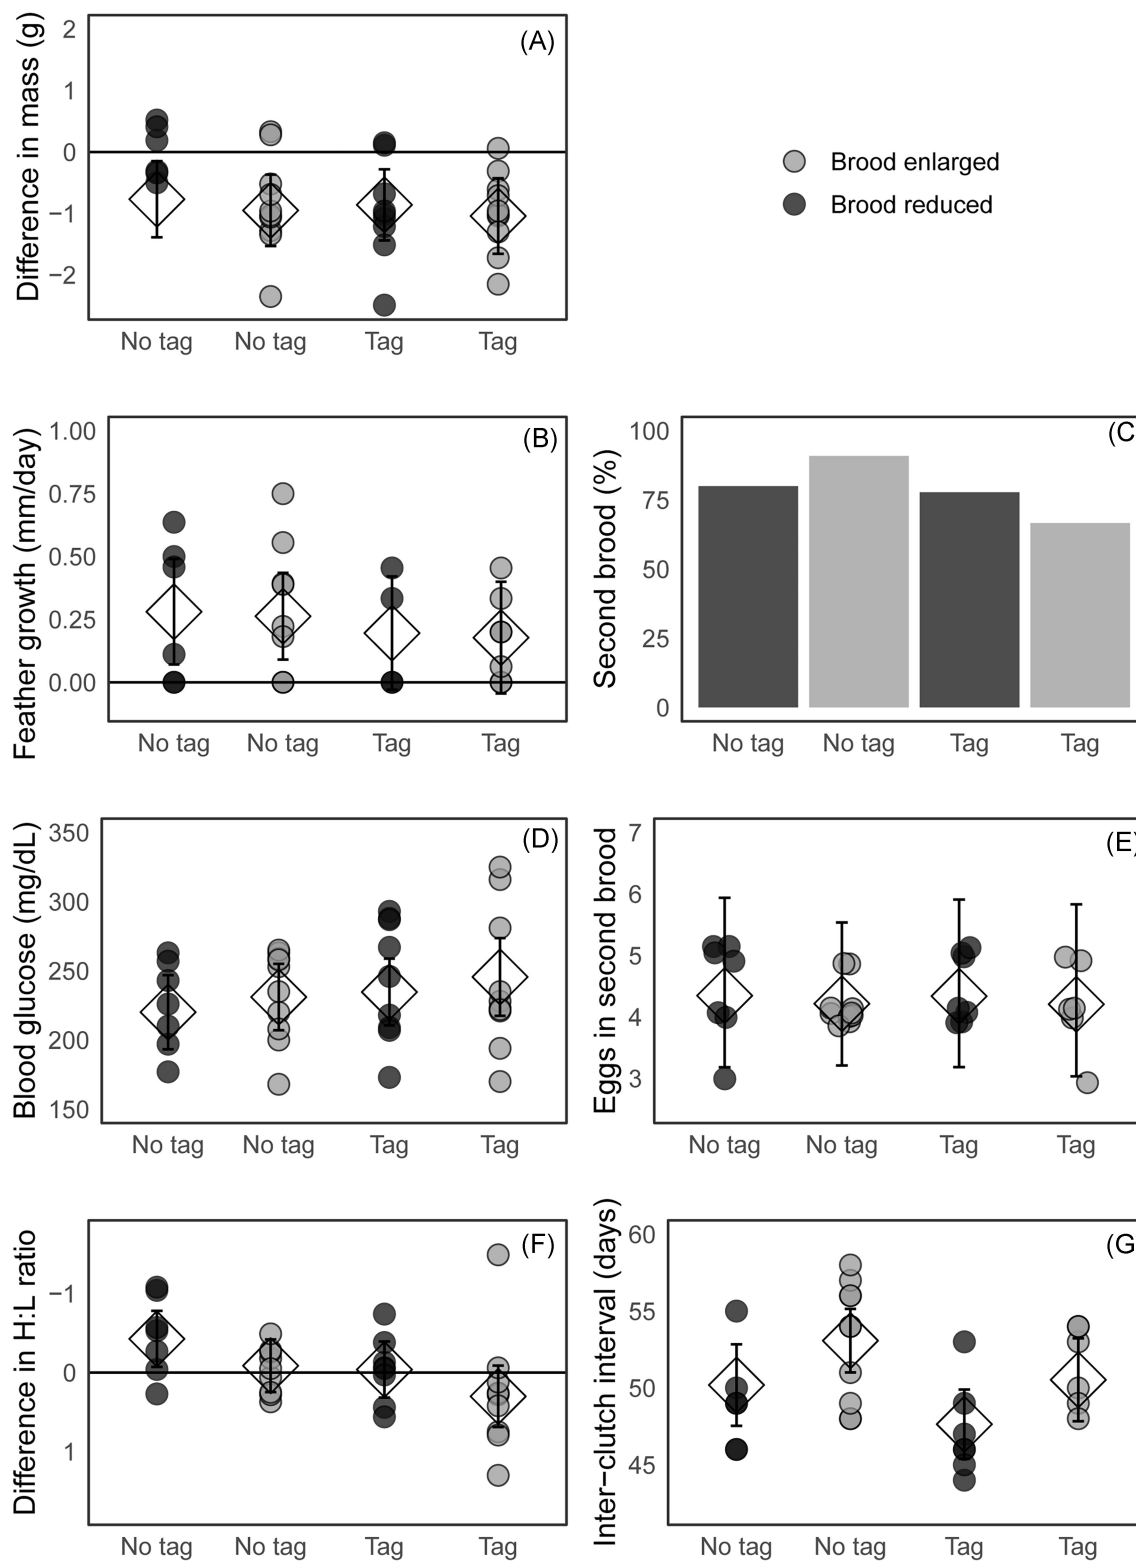 Difference in mass (g)
2
1
0
−1
−2
(A)
No tag No tag Tag Tag
Brood enlarged
Brood reduced
Feather growth (mm/day)
1.00
0.75
0.50
0.25
0.00
(B)
No tag No tag Tag Tag
Second brood (%)
100
75
50
25
0
(C
No tag No tag Tag Tag
Blood glucose (mg/dL)
350
300
250
200
150
(D)
No tag No tag Tag Tag
Eggs in second brood
7
6
5
4
3
(E)
No tag No tag Tag Tag
Difference in H:L ratio
−1
0
1
(F)
No tag No tag Tag Tag
Inter−clutch interval (days)
60
55
50
45
(G
No tag No tag Tag Tag